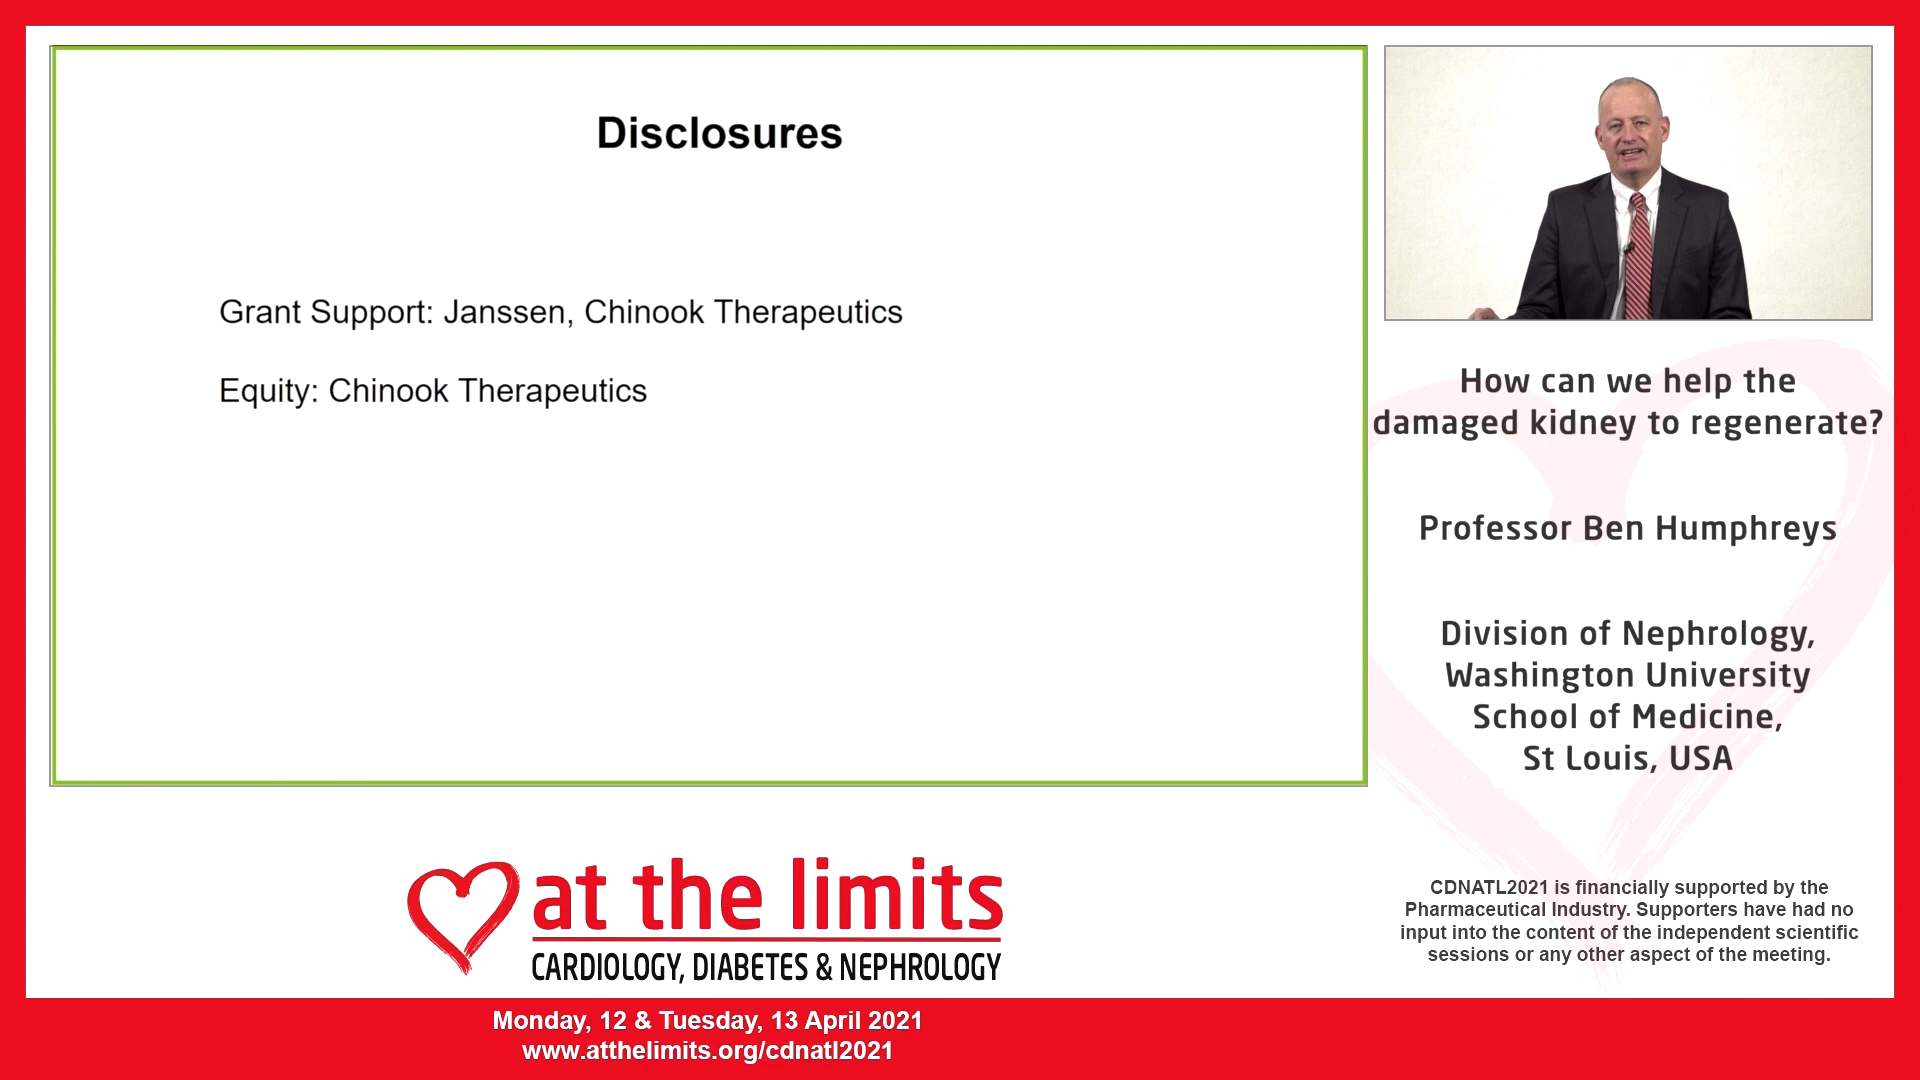 Disclosures
Grant Support: Janssen, Chinook Therapeutics
Equity: Chinook Therapeutics
How can we help the
damaged kidney to regenerate?
Professor Ben Humphreys
Division of Nephrology,
Washington University
School of Medicine,
St Louis, USA
at the limits
CARDIOLOGY, DIABETES & NEPHROLOGY
CDNATL2021 is financially supported by the
Pharmaceutical Industry. Supporters have had no
input into the content of the independent scientific
sessions or any other aspect of the meeting.
Monday, 12 & Tuesday, 13 April 2021
www.atthelimits.org/cdnatl2021